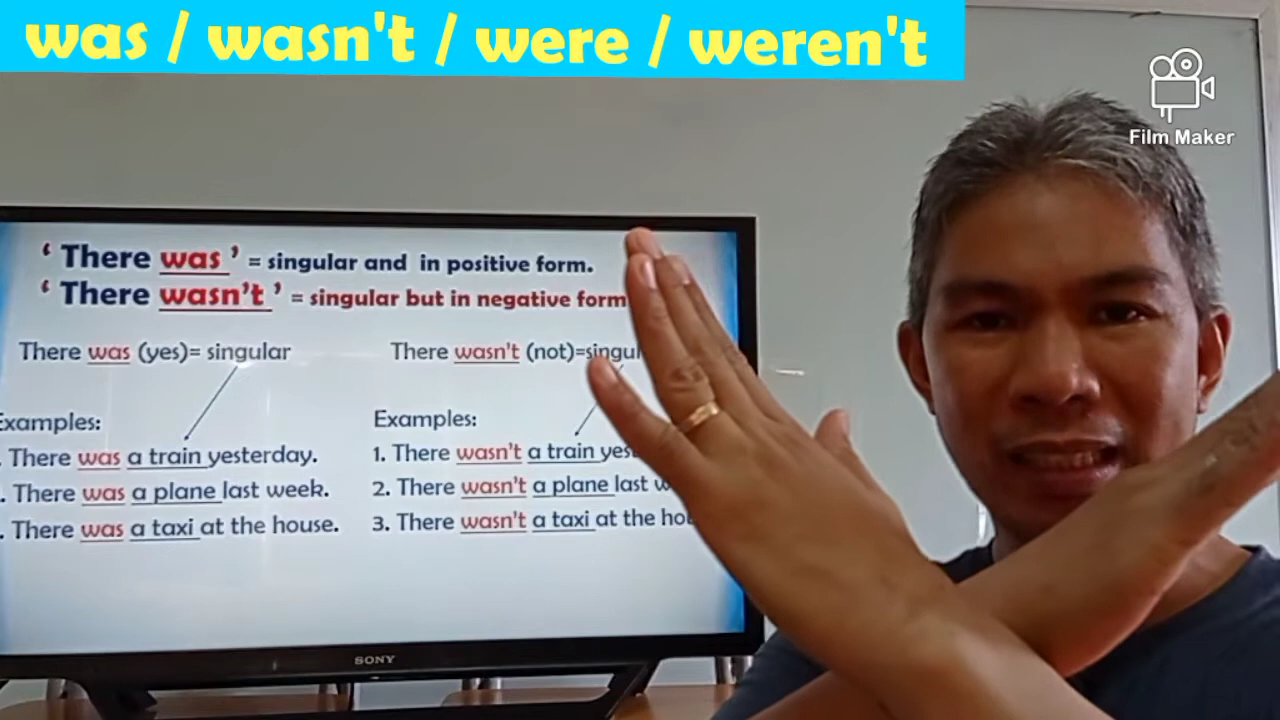 was / wasn't / were / weren't
Film Maker
‘ There was ’ = singular and in positive form.
‘ There wasn’t ’ = singular but in negative form
There was (yes)= singular
There wasn’t (not)=singul
Examples:
. There was a train yesterday.
. There was a plane last week.
. There was a taxi at the house.
Examples:
1. There wasn’t a train yes
2. There wasn’t a plane last w
3. There wasn’t a taxi at the ho
SONY